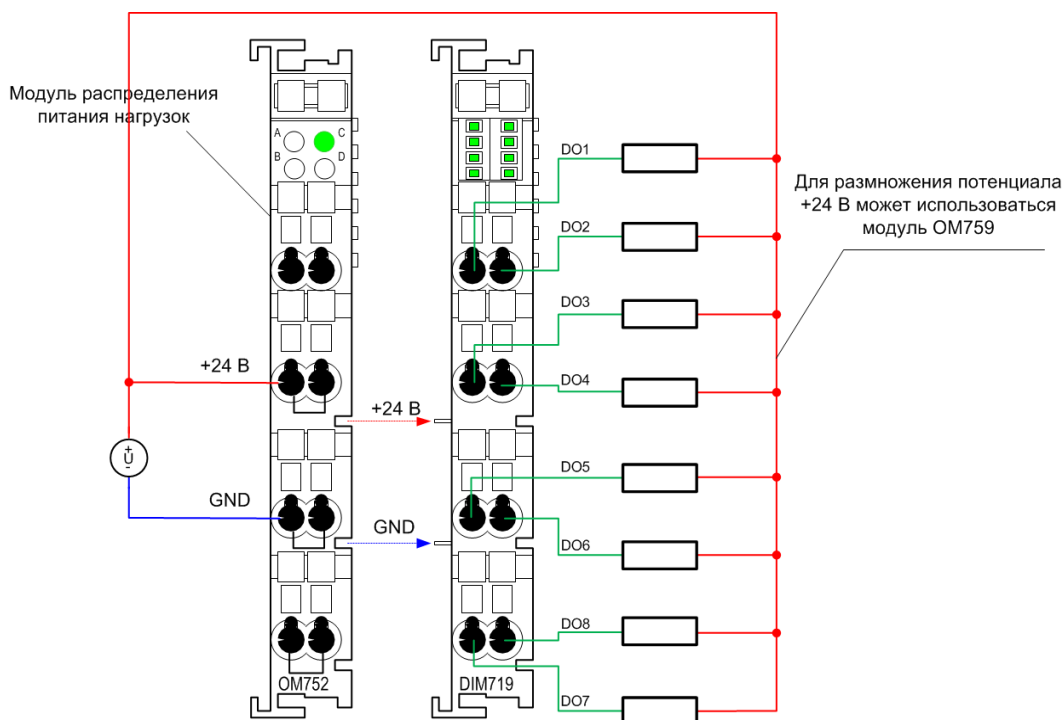 Модуль распределения
питания нагрузок
A
C
B
D
DO1
DO2
Для размножения потенциала
+24 В может использоваться
модуль OM759
DO3
+24 В
DO4
+24 В
+
U
-
DO5
GND
GND
DO6
DO8
OM752
DIM719
DO7